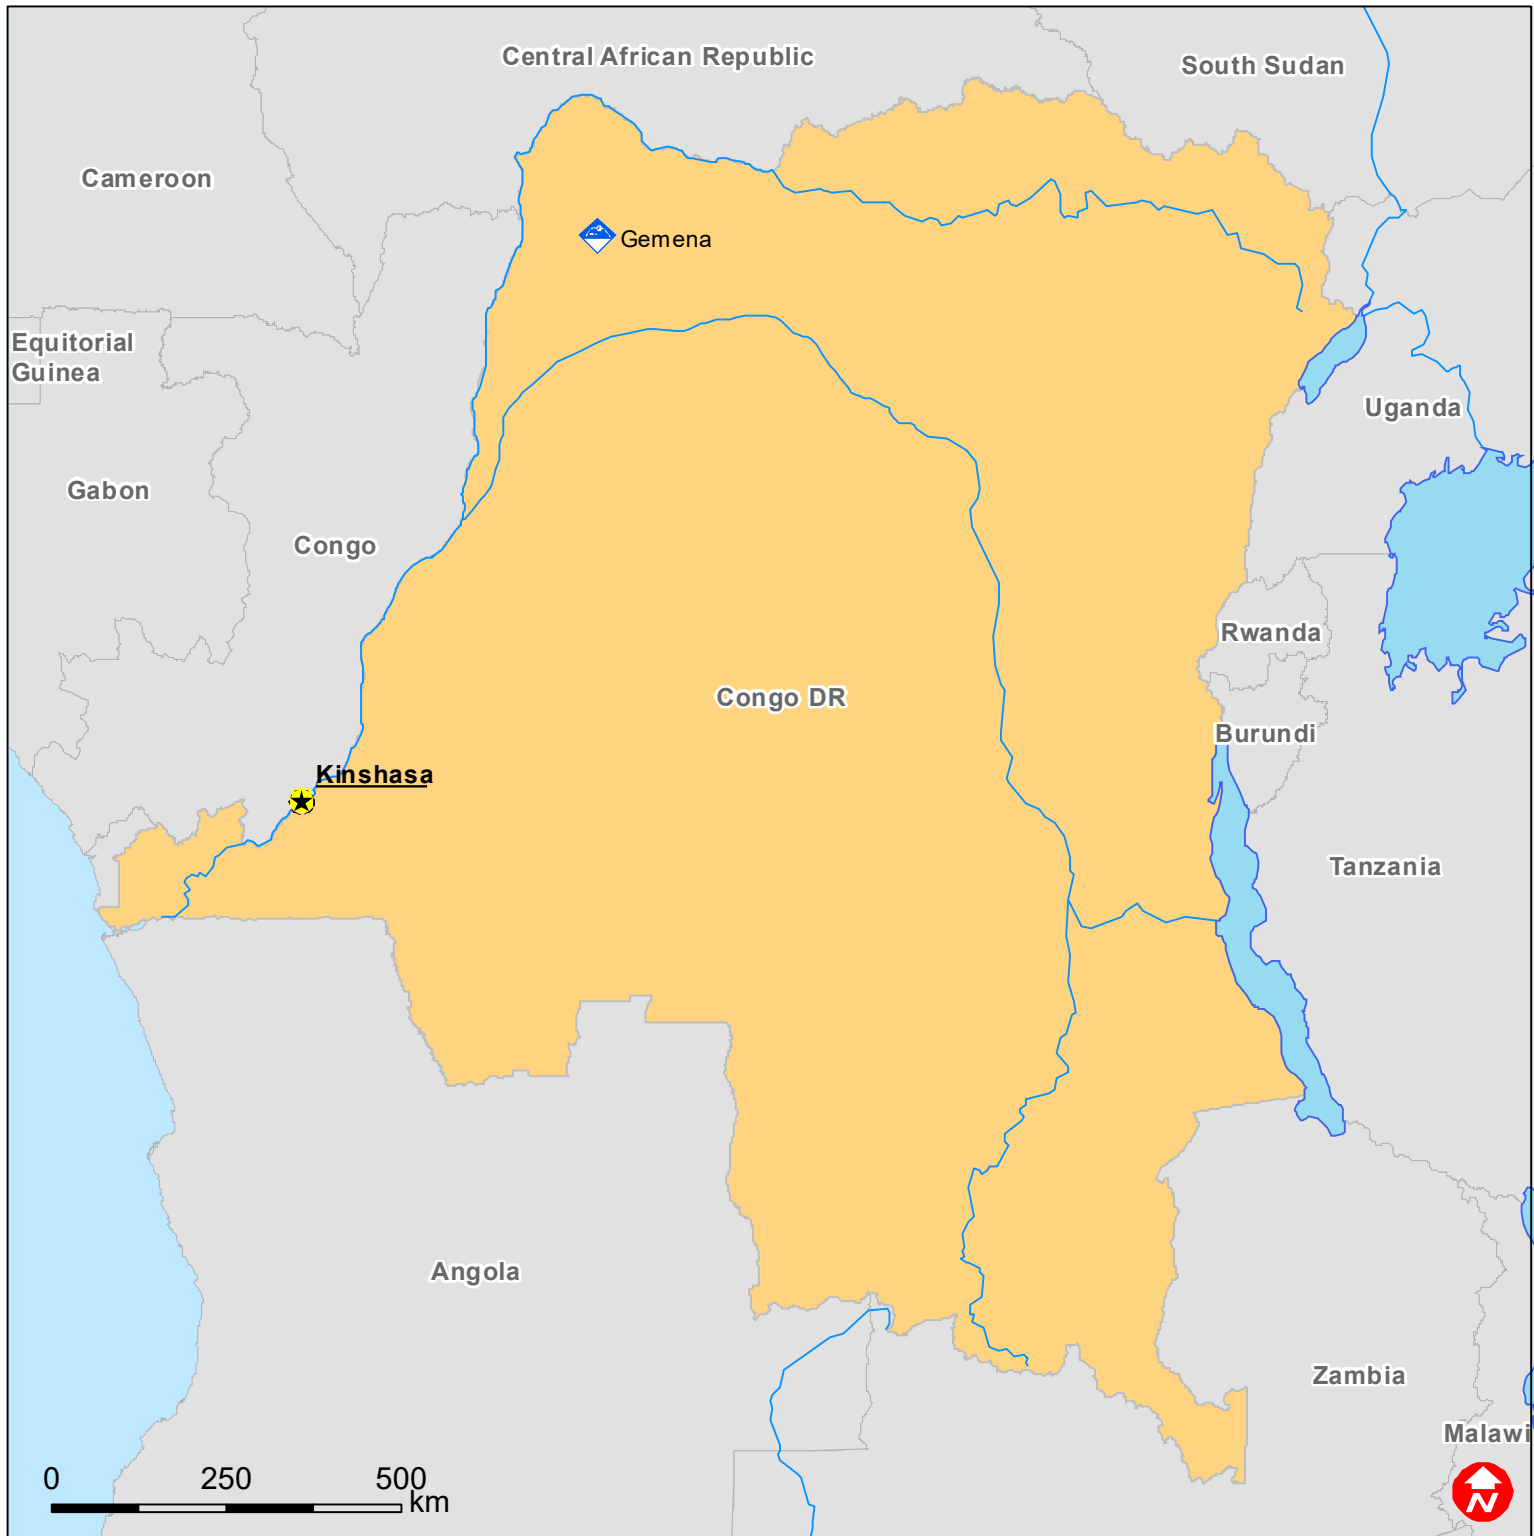 Central African Republic
South Sudan
Cameroon
Gemena
Equitorial
Guinea
Uganda
Gabon
Congo
Rwanda
Congo DR
Burundi
Kinshasa
Tanzania
Angola
Zambia
Malawi
0 250 500
km
N